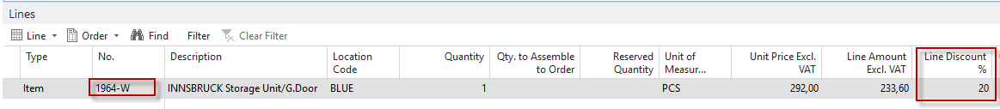 Lines
Line Order Find Filter Clear Filter
Type No. Description Location Code Quantity Qty. to Assemble to Order Reserved Quantity Unit of Measur... Unit Price Excl. VAT Line Amount Excl. VAT Line Discount %
Item 1964-W INNSBRUCK Storage Unit/G.Door BLUE 1 PCS 292,00 233,60 20